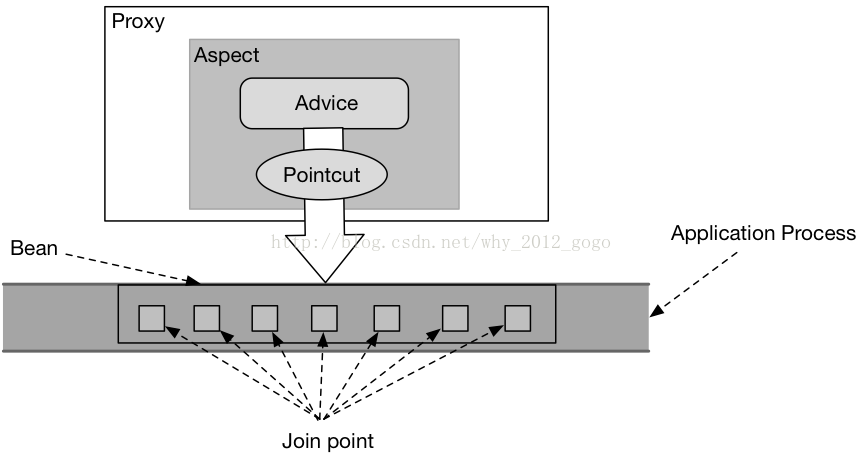 Proxy
Aspect
Advice
Pointcut
http://blog.csdn.net/why_2012_gogo
Application Process
Bean
Join point